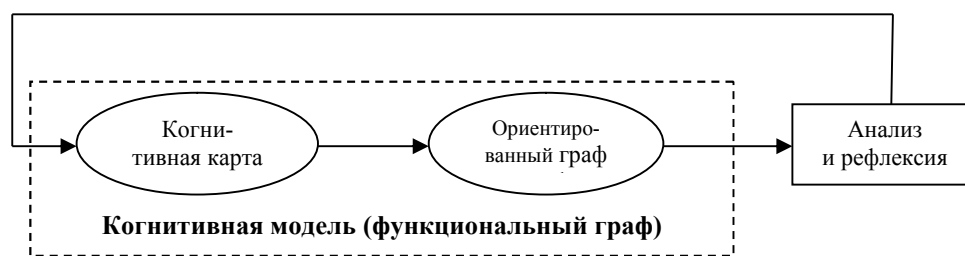 Когни-
тивная карта
Ориентиро-
ванный граф
Анализ
и рефлексия
Когнитивная модель (функциональный граф)